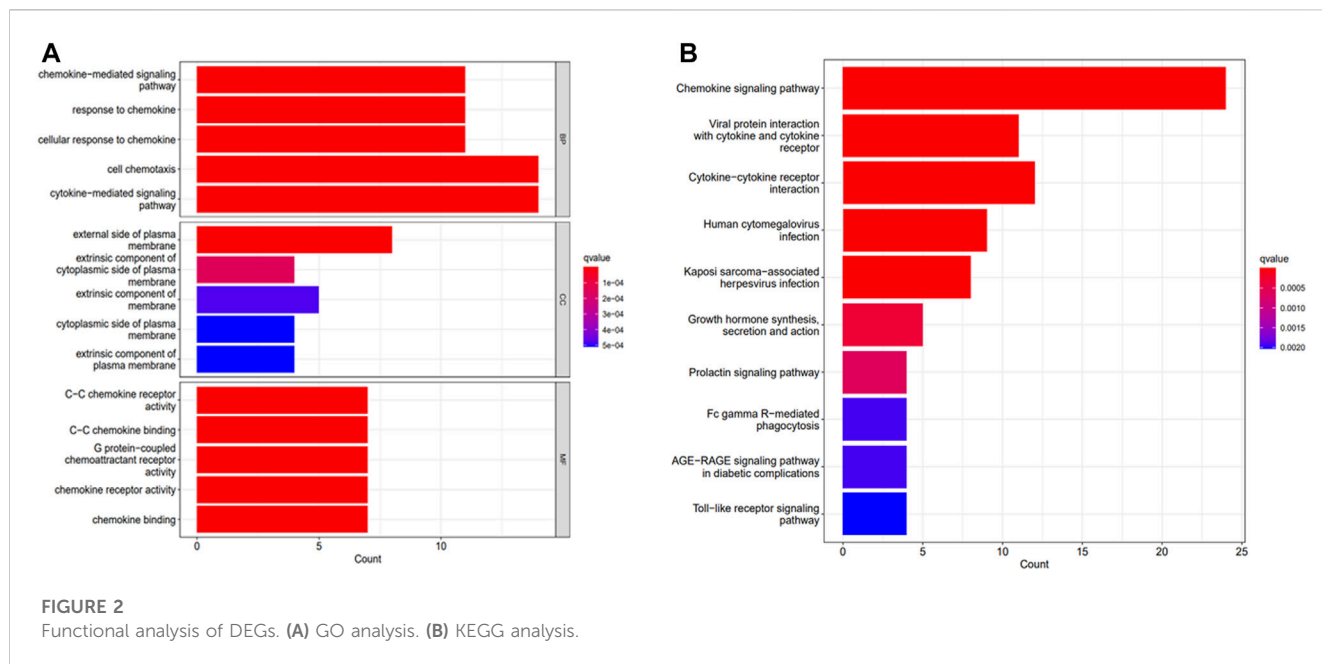 A
chemokine−mediated signaling
pathway
response to chemokine
cellular response to chemokine
cell chemotaxis
cytokine−mediated signaling
pathway
BP
external side of plasma
membrane
extrinsic component of
cytoplasmic side of plasma
membrane
extrinsic component of
membrane
cytoplasmic side of plasma
membrane
extrinsic component of
plasma membrane
CC
C−C chemokine receptor
activity
C−C chemokine binding
G protein−coupled
chemoattractant receptor
activity
chemokine receptor activity
chemokine binding
MF
0 5 10
Count
qvalue
1e−04
2e−04
3e−04
4e−04
5e−04
B
Chemokine signaling pathway
Viral protein interaction
with cytokine and cytokine
receptor
Cytokine−cytokine receptor
interaction
Human cytomegalovirus
infection
Kaposi sarcoma−associated
herpesvirus infection
Growth hormone synthesis,
secretion and action
Prolactin signaling pathway
Fc gamma R−mediated
phagocytosis
AGE−RAGE signaling pathway
in diabetic complications
Toll−like receptor signaling
pathway
0 5 10 15 20 25
Count
qvalue
0.0005
0.0010
0.0015
0.0020
FIGURE 2
Functional analysis of DEGs. (A) GO analysis. (B) KEGG analysis.